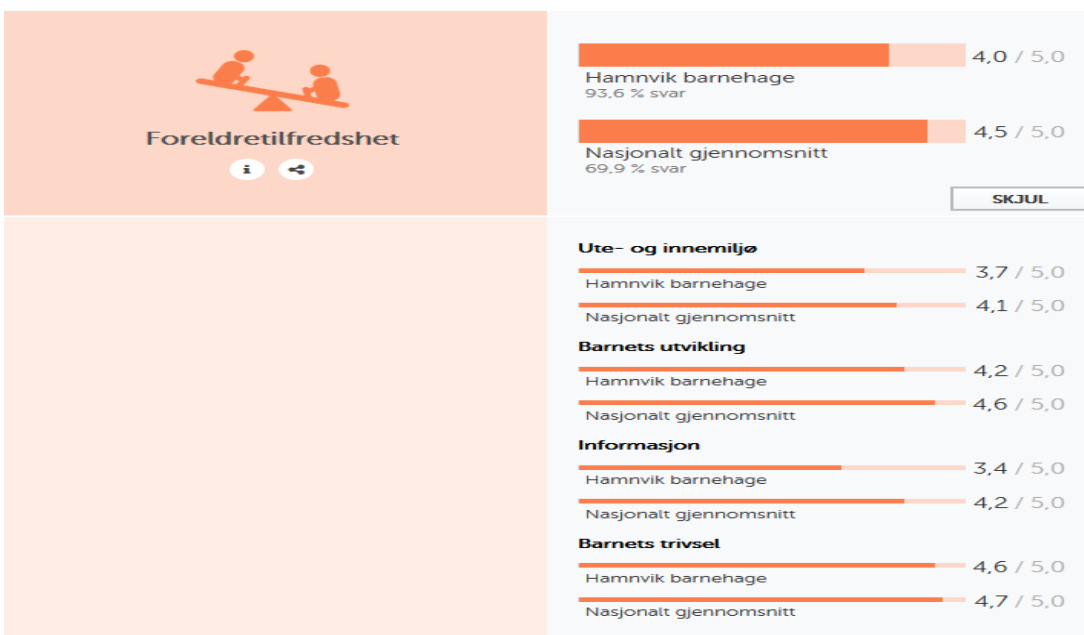 Foreldretilfredshet
i
4,0 / 5,0
Hamnvik barnehage
93,6 % svar
4,5 / 5,0
Nasjonalt gjennomsnitt
69,9 % svar
SKJUL
Ute- og innemiljø
3,7 / 5,0
Hamnvik barnehage
4,1 / 5,0
Nasjonalt gjennomsnitt
Barnets utvikling
4,2 / 5,0
Hamnvik barnehage
4,6 / 5,0
Nasjonalt gjennomsnitt
Informasjon
3,4 / 5,0
Hamnvik barnehage
4,2 / 5,0
Nasjonalt gjennomsnitt
Barnets trivsel
4,6 / 5,0
Hamnvik barnehage
4,7 / 5,0
Nasjonalt gjennomsnitt